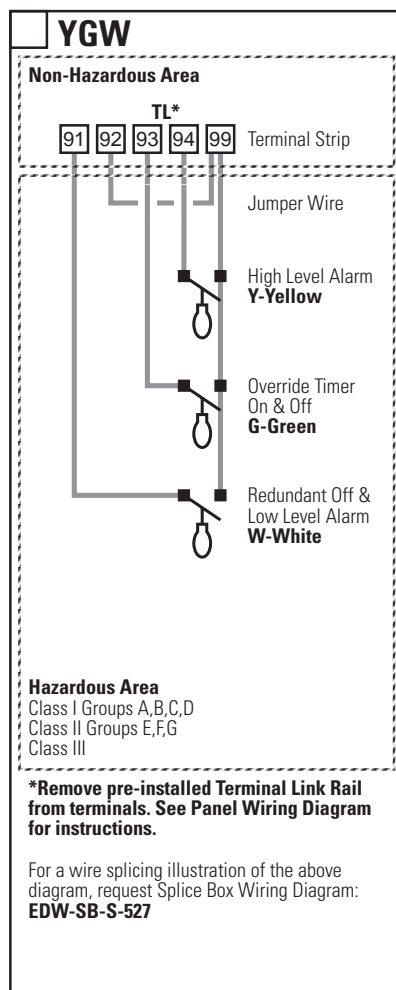 YGW
Non-Hazardous Area
TL*
91 92 93 94 99 Terminal Strip
Jumper Wire
High Level Alarm
Y-Yellow
Override Timer
On & Off
G-Green
Redundant Off &
Low Level Alarm
W-White
Hazardous Area
Class I Groups A,B,C,D
Class II Groups E,F,G
Class III
*Remove pre-installed Terminal Link Rail
from terminals. See Panel Wiring Diagram
for instructions.
For a wire splicing illustration of the above
diagram, request Splice Box Wiring Diagram:
EDW-SB-S-527